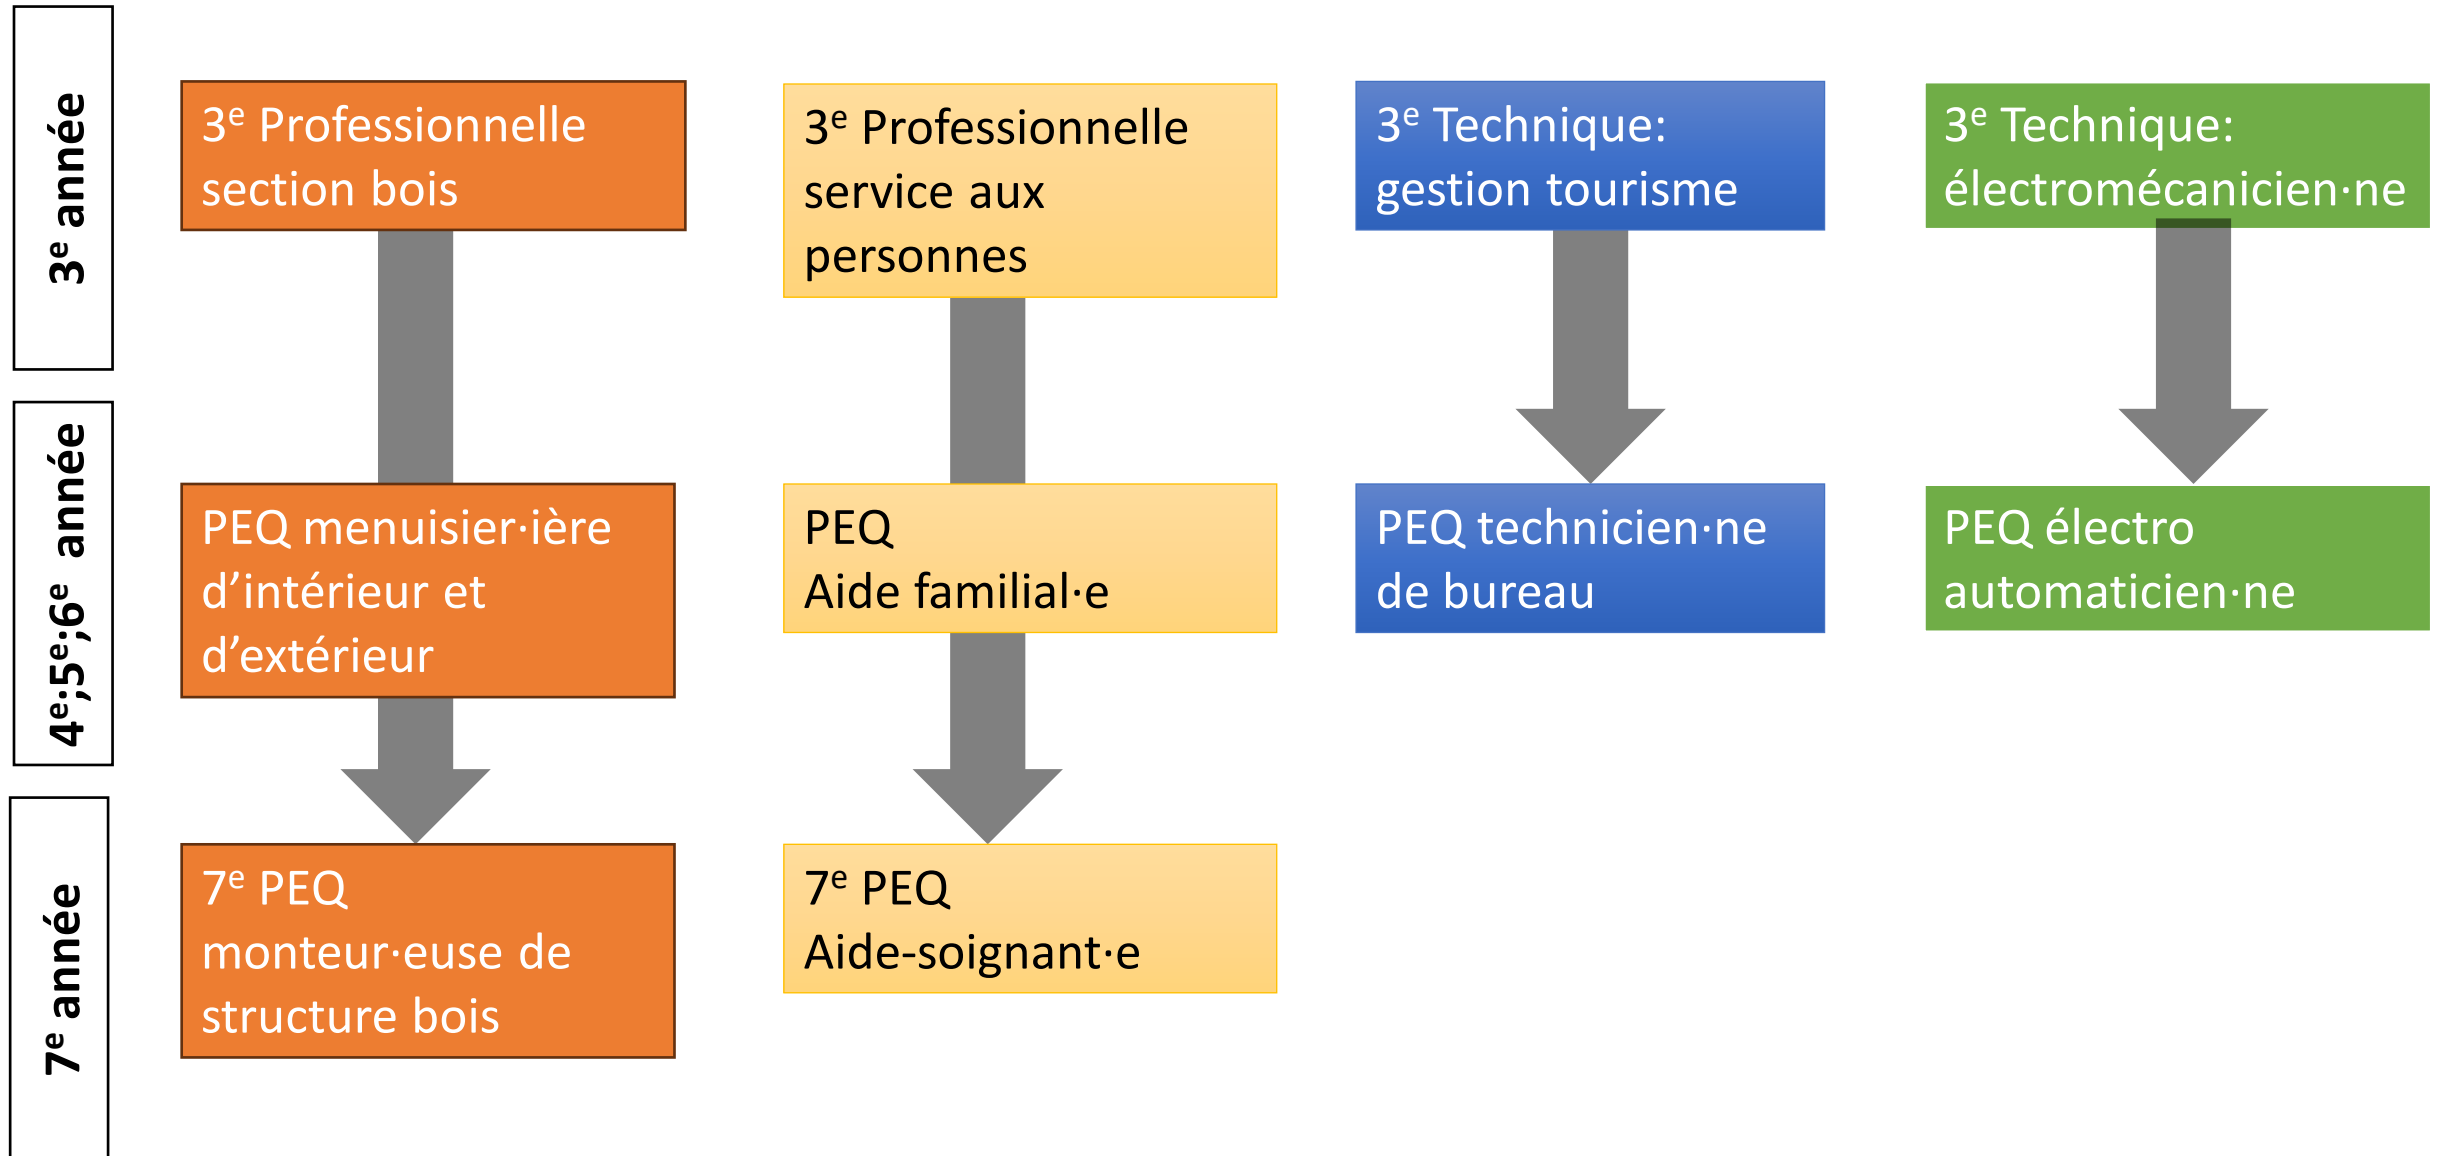 3e année
3e Professionnelle
section bois
3e Professionnelle
service aux
personnes
3e Technique:
gestion tourisme
3e Technique:
électromécanicien·ne
4e;5e;6e année
PEQ menuisier·ière
d’intérieur et
d’extérieur
PEQ
Aide familial·e
PEQ technicien·ne
de bureau
PEQ électro
automaticien·ne
7e année
7e PEQ
monteur·euse de
structure bois
7e PEQ
Aide-soignant·e